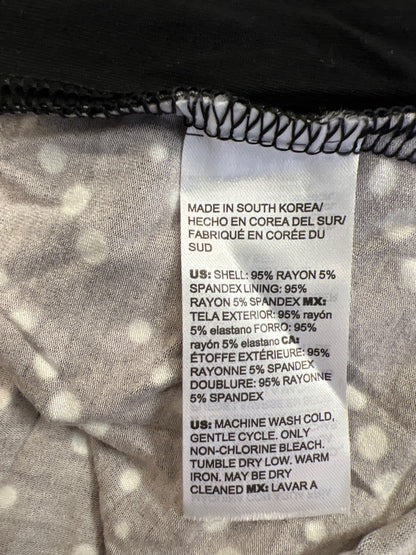 MADE IN SOUTH KOREA/
HECHO EN COREA DEL SUR/
FABRIQUÉ EN CORÉE DU
SUD
US: SHELL: 95% RAYON 5%
SPANDEX LINING: 95%
RAYON 5% SPANDEX MX:
TELA EXTERIOR: 95% rayón
5% elastano FORRO: 95%
rayón 5% elastano CA:
ÉTOFFE EXTÉRIEURE: 95%
RAYONNE 5% SPANDEX
DOUBLURE: 95% RAYONNE
5% SPANDEX
US: MACHINE WASH COLD,
GENTLE CYCLE. ONLY
NON-CHLORINE BLEACH.
TUMBLE DRY LOW. WARM
IRON. MAY BE DRY
CLEANED MX: LAVAR A